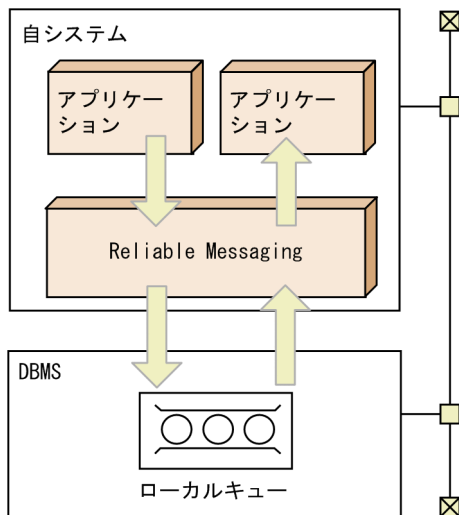 自システム
アプリケー
ション
アプリケー
ション
Reliable Messaging
DBMS
ローカルキュー